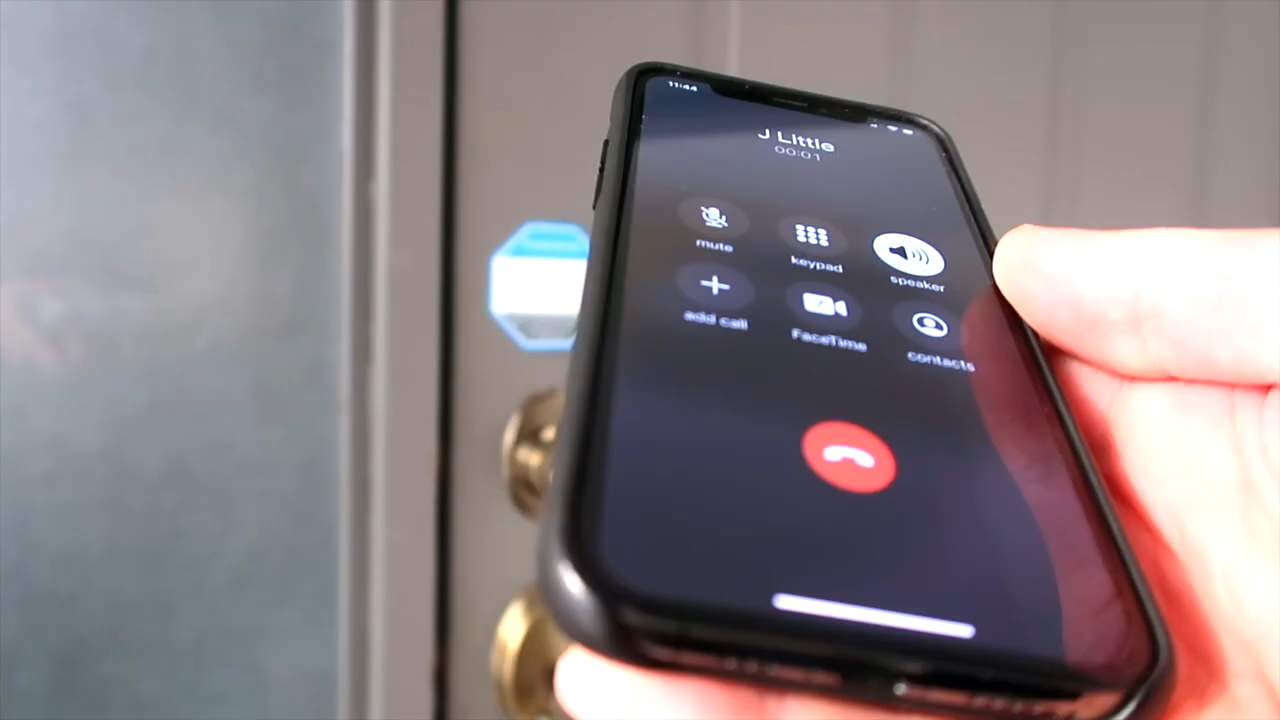 11:44
J Little
00:01
mute
keypad
speaker
add call
FaceTime
contacts